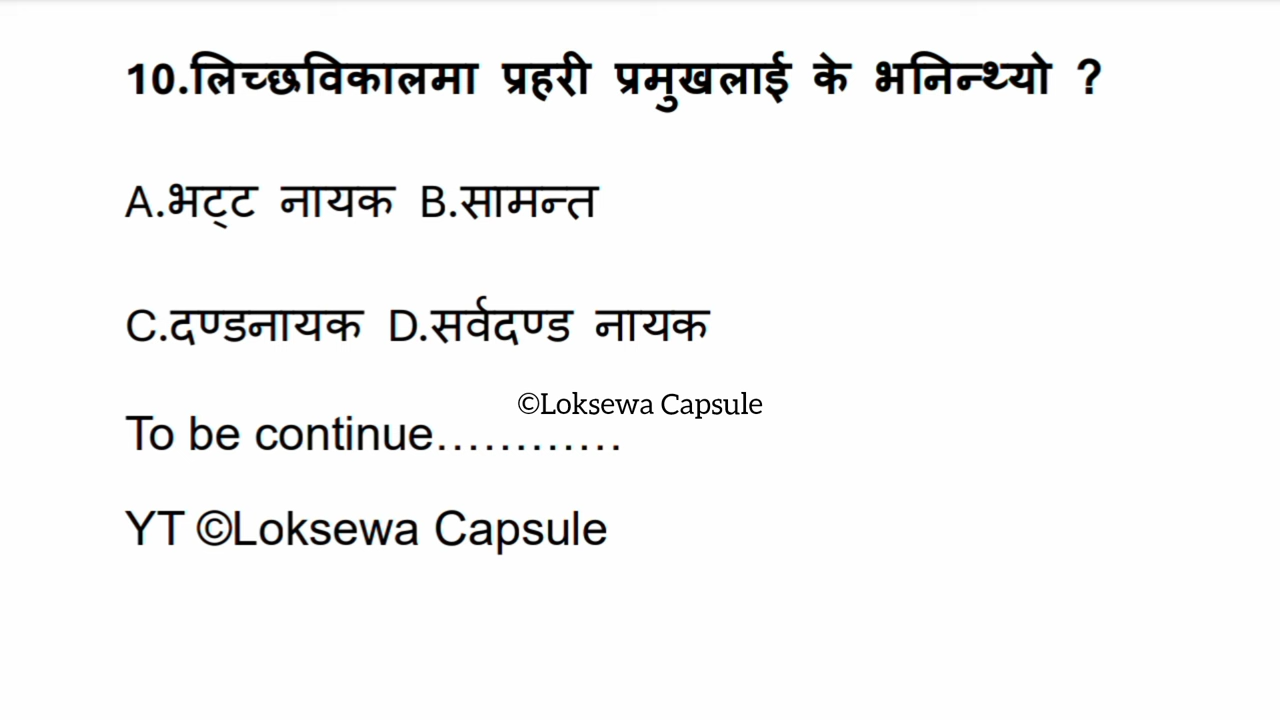 10.लिच्छविकालमा प्रहरी प्रमुखलाई के भनिन्थ्यो ?
A.भट्ट नायक B.सामन्त
C.दण्डनायक D.सर्वदण्ड नायक
©Loksewa Capsule
To be continue............
YT ©Loksewa Capsule